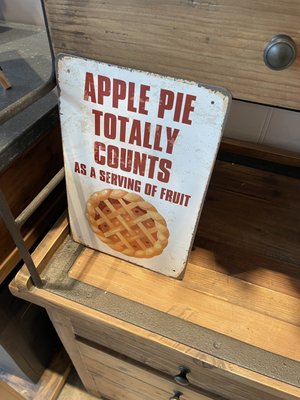 APPLE PIE
TOTALLY
COUNTS
AS A SERVING OF FRUIT